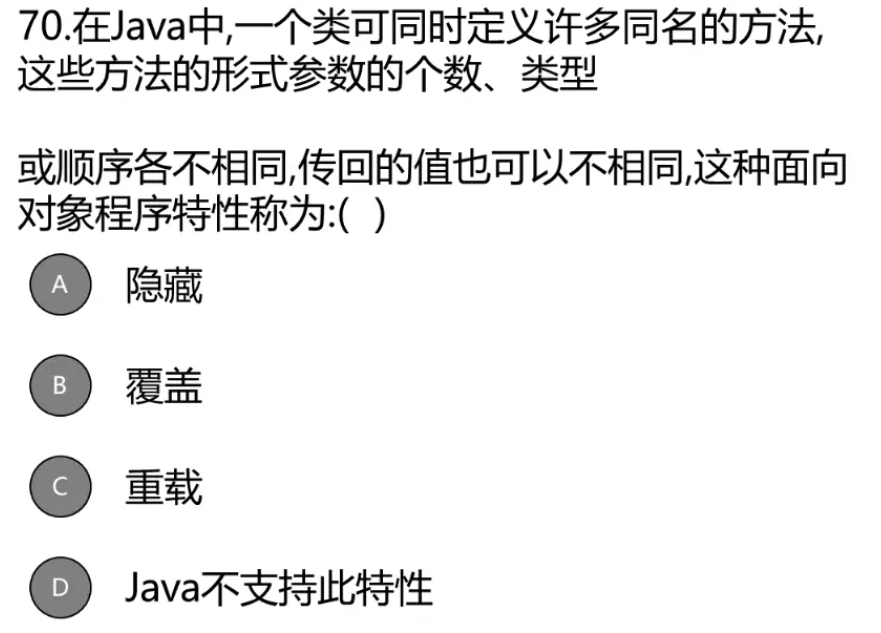 70.在Java中,一个类可同时定义许多同名的方法,
这些方法的形式参数的个数、类型
或顺序各不相同,传回的值也可以不相同,这种面向
对象程序特性称为:( )
A 隐藏
B 覆盖
C 重载
D Java不支持此特性